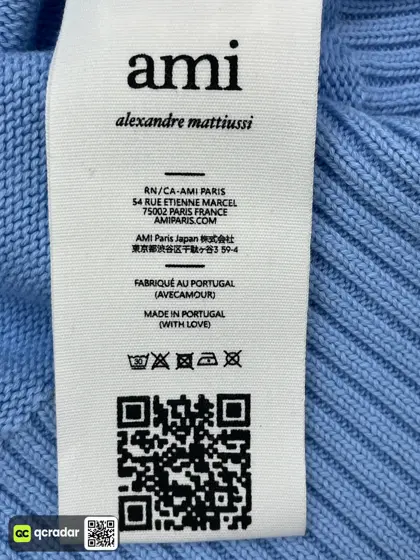 ami
alexandre mattiussi
RN/CA-AMI PARIS
54 RUE ETIENNE MARCEL
75002 PARIS FRANCE
AMIPARIS.COM
AMI Paris Japan 株式会社
東京都渋谷区千駄ヶ谷3 59-4
FABRIQUÉ AU PORTUGAL
(AVECAMOUR)
MADE IN PORTUGAL
(WITH LOVE)
30
QC qcradar